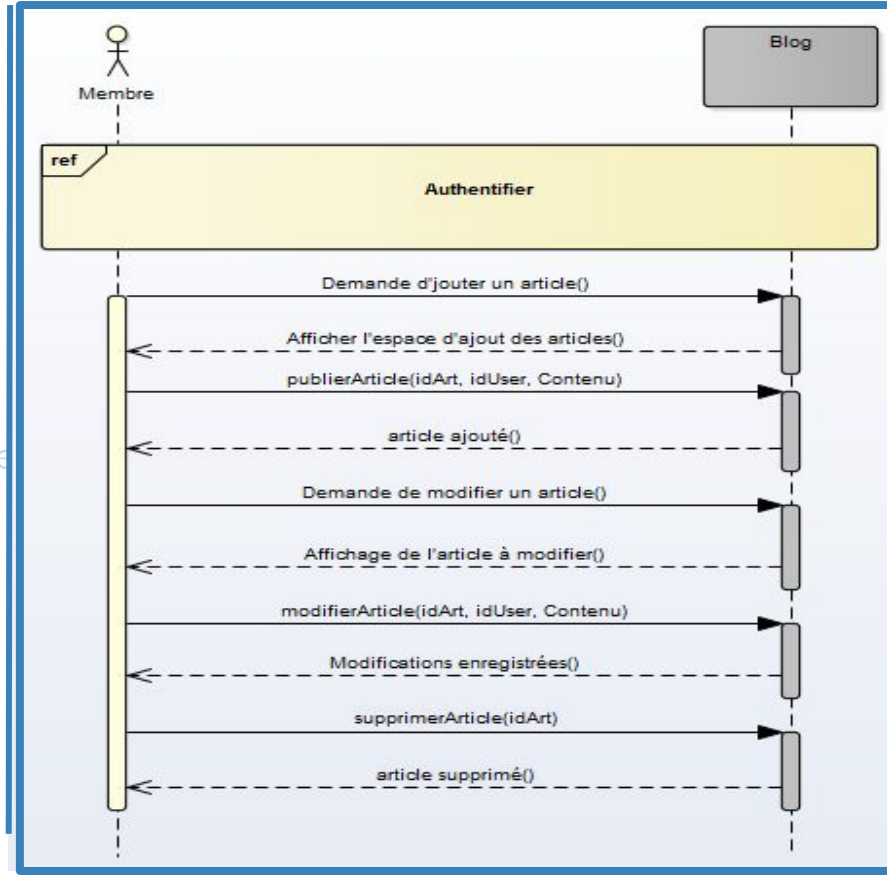 Membre
Blog
ref
Authentifier
Demande d'jouter un article()
Afficher l'espace d'ajout des articles()
publierArticle(idArt, idUser, Contenu)
article ajouté()
Demande de modifier un article()
Affichage de l'article à modifier()
modifierArticle(idArt, idUser, Contenu)
Modifications enregistrées()
supprimerArticle(idArt)
article supprimé()